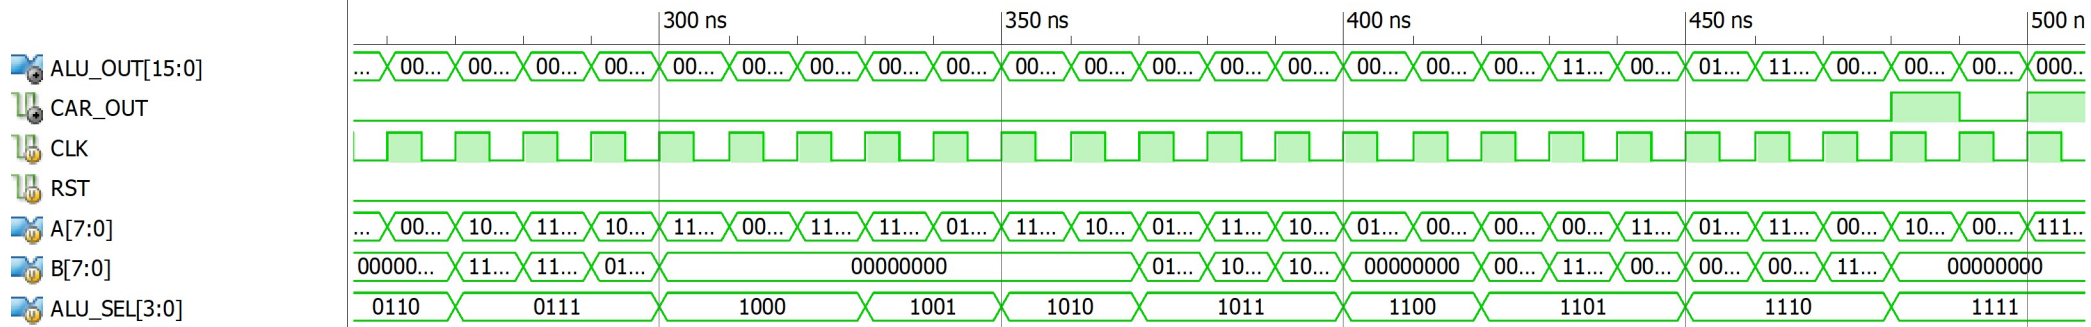 300 ns 350 ns 400 ns 450 ns 500 n
ALU_OUT[15:0] ... 00... 00... 00... 00... 00... 00... 00... 00... 00... 00... 00... 00... 00... 00... 00... 00... 11... 00... 01... 11... 00... 00... 00... 000...
CAR_OUT
CLK
RST
A[7:0] ... 00... 10... 11... 10... 11... 00... 11... 11... 01... 11... 10... 01... 11... 10... 01... 00... 00... 00... 11... 01... 11... 00... 10... 00... 111...
B[7:0] 00000... 11... 11... 01... 00000000 01... 10... 10... 00000000 00... 11... 00... 00... 00... 11... 00000000
ALU_SEL[3:0] 0110 0111 1000 1001 1010 1011 1100 1101 1110 1111